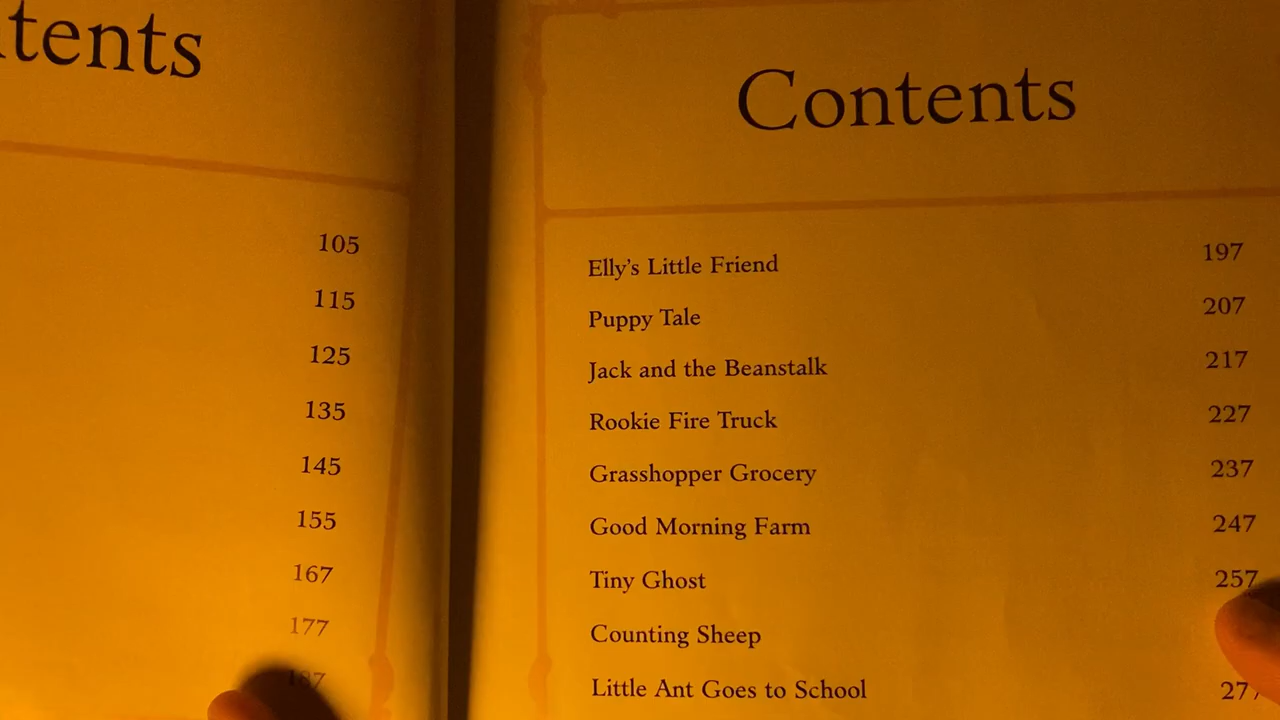 tents
105
115
125
135
145
155
167
177
187
Contents
Elly's Little Friend 197
Puppy Tale 207
Jack and the Beanstalk 217
Rookie Fire Truck 227
Grasshopper Grocery 237
Good Morning Farm 247
Tiny Ghost 257
Counting Sheep
Little Ant Goes to School 277